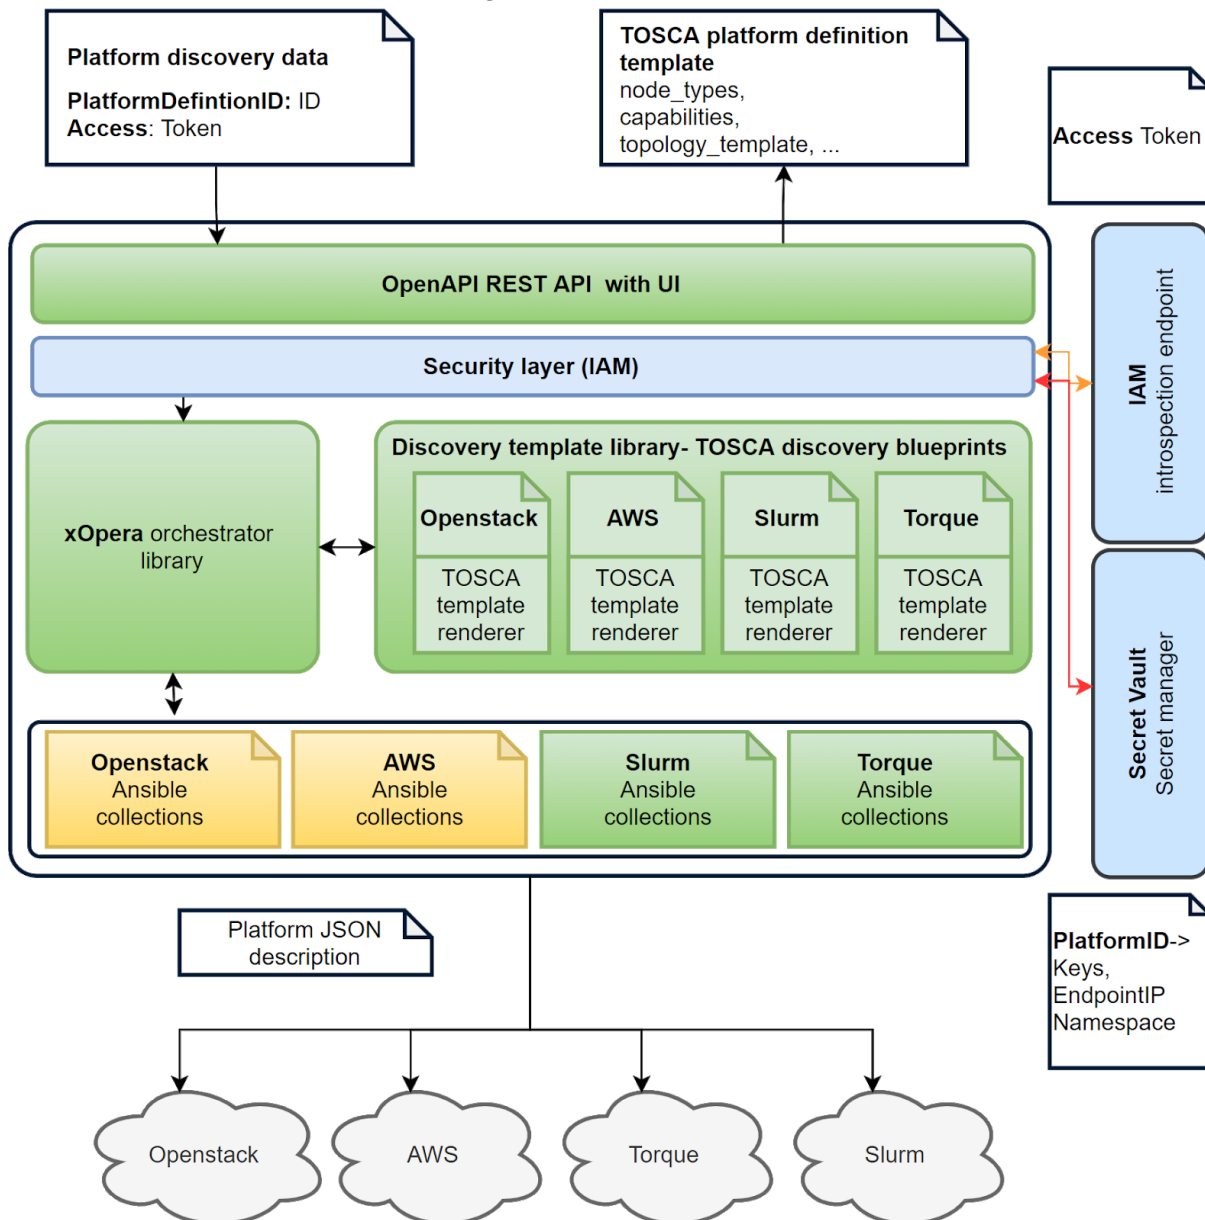 Platform discovery data
PlatformDefintionID: ID
Access: Token
TOSCA platform definition
template
node_types,
capabilities,
topology_template, ...
Access Token
OpenAPI REST API  with UI
Security layer (IAM)
IAM
introspection endpoint
xOpera orchestrator
library
Discovery template library- TOSCA discovery blueprints
Openstack
TOSCA
template
renderer
AWS
TOSCA
template
renderer
Slurm
TOSCA
template
renderer
Torque
TOSCA
template
renderer
Secret Vault
Secret manager
Openstack
Ansible
collections
AWS
Ansible
collections
Slurm
Ansible
collections
Torque
Ansible
collections
Platform JSON
description
PlatformID->
Keys,
EndpointIP
Namespace
Openstack
AWS
Torque
Slurm